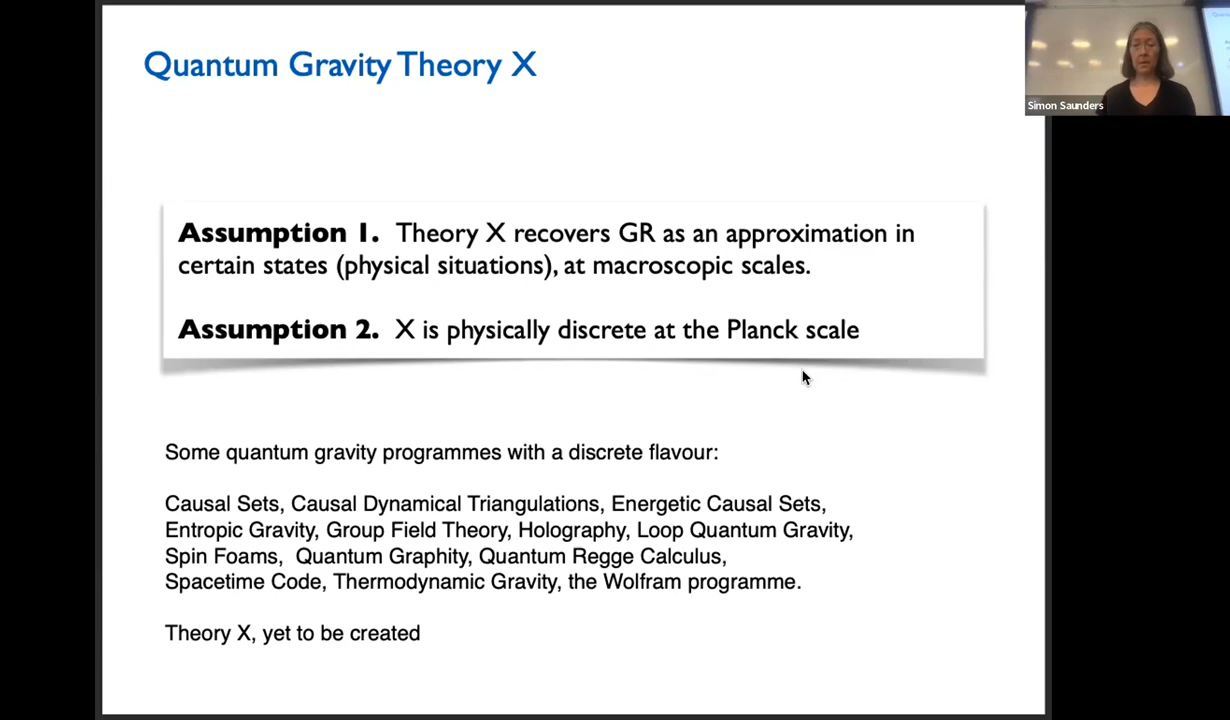 Quantum Gravity Theory X
Simon Saunders
Assumption 1. Theory X recovers GR as an approximation in
certain states (physical situations), at macroscopic scales.
Assumption 2. X is physically discrete at the Planck scale
Some quantum gravity programmes with a discrete flavour:
Causal Sets, Causal Dynamical Triangulations, Energetic Causal Sets,
Entropic Gravity, Group Field Theory, Holography, Loop Quantum Gravity,
Spin Foams, Quantum Graphity, Quantum Regge Calculus,
Spacetime Code, Thermodynamic Gravity, the Wolfram programme.
Theory X, yet to be created